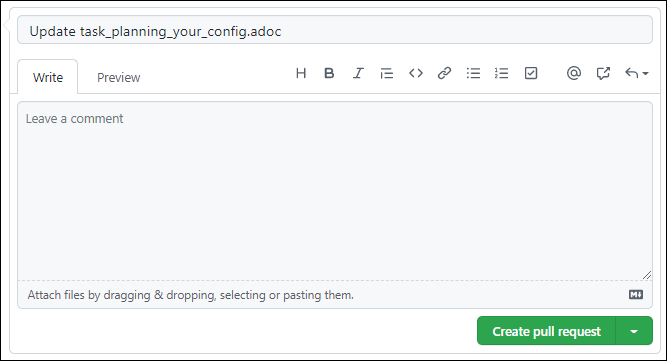 Update task_planning_your_config.adoc
Write Preview H B I @
Leave a comment
Attach files by dragging & dropping, selecting or pasting them.
Create pull request